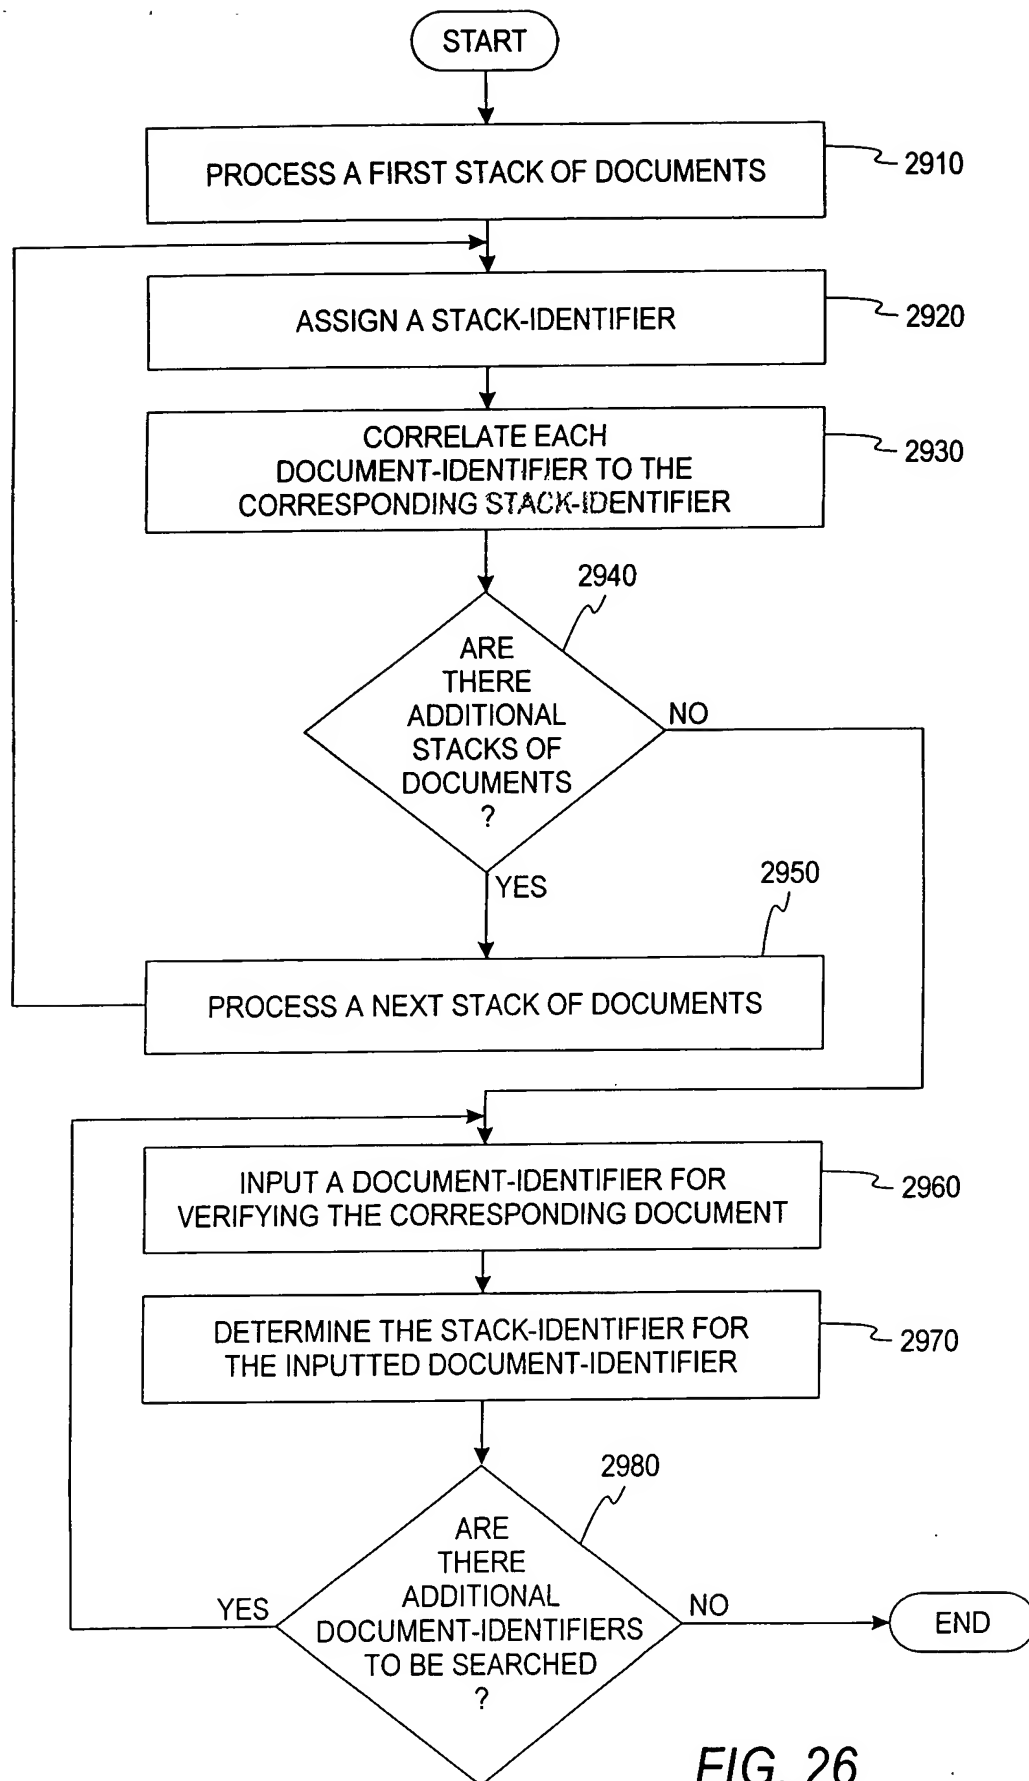 START
PROCESS A FIRST STACK OF DOCUMENTS
2910
ASSIGN A STACK-IDENTIFIER
2920
CORRELATE EACH
DOCUMENT-IDENTIFIER TO THE
CORRESPONDING STACK-IDENTIFIER
2930
2940
ARE
THERE
ADDITIONAL
STACKS OF
DOCUMENTS
?
NO
YES
2950
PROCESS A NEXT STACK OF DOCUMENTS
INPUT A DOCUMENT-IDENTIFIER FOR
VERIFYING THE CORRESPONDING DOCUMENT
2960
DETERMINE THE STACK-IDENTIFIER FOR
THE INPUTTED DOCUMENT-IDENTIFIER
2970
2980
ARE
THERE
ADDITIONAL
DOCUMENT-IDENTIFIERS
TO BE SEARCHED
?
YES
NO
END
FIG. 26